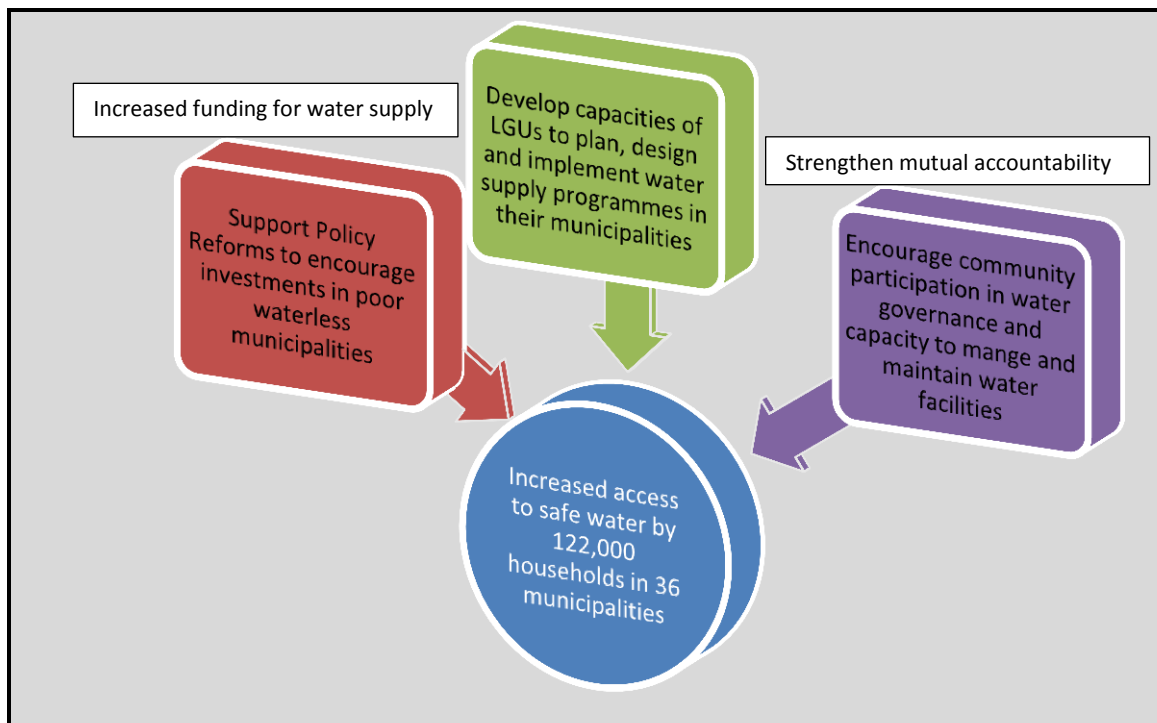 Increased funding for water supply
Support Policy
Reforms to encourage
investments in poor
waterless
municipalities
Develop capacities of
LGUs to plan, design
and implement water
supply programmes in
their municipalities
Strengthen mutual accountability
Encourage community
participation in water
governance and
capacity to mange and
maintain water
facilities
Increased access
to safe water by
122,000
households in 36
municipalities